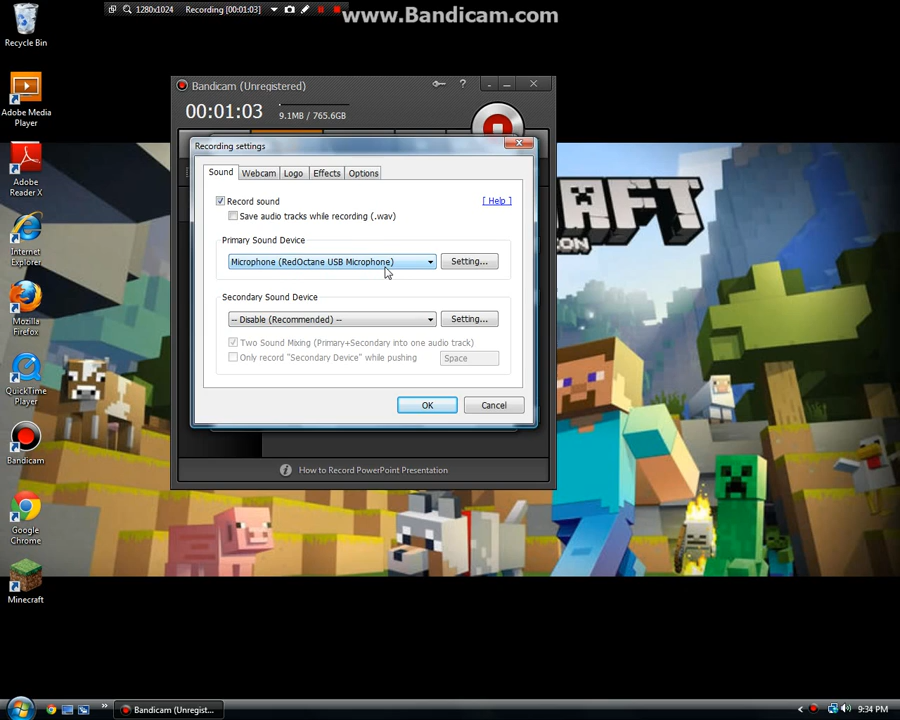 1280x1024 Recording [00:01:03]
www.Bandicam.com
Recycle Bin
Adobe Media
Player
Adobe
Reader X
Internet
Explorer
Mozilla
Firefox
QuickTime
Player
Bandicam
Google
Chrome
Minecraft
Bandicam (Unregistered)
00:01:03
9.1MB / 765.6GB
Recording settings
Sound Webcam Logo Effects Options
Record sound [ Help ]
Save audio tracks while recording (.wav)
Primary Sound Device
Microphone (RedOctane USB Microphone) Setting...
Secondary Sound Device
-- Disable (Recommended) -- Setting...
Two Sound Mixing (Primary+Secondary into one audio track)
Only record "Secondary Device" while pushing Space
OK Cancel
How to Record PowerPoint Presentation
Bandicam (Unregist...
9:34 PM